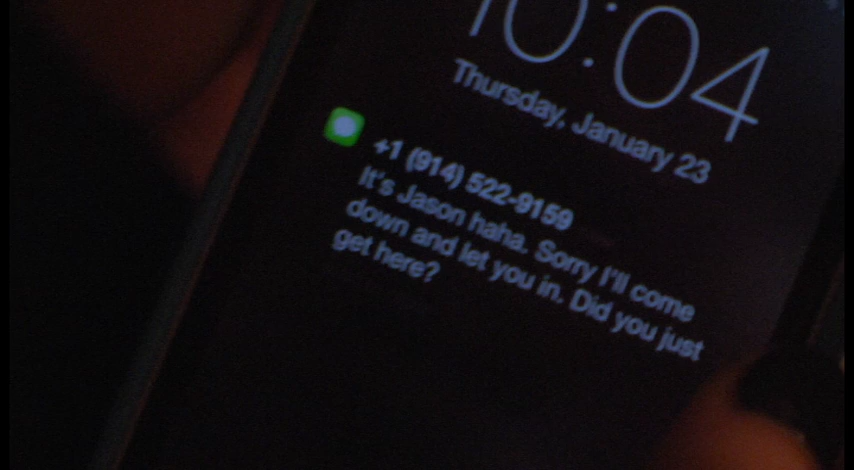 10:04
Thursday, January 23
+1 (914) 522-9159
It's Jason haha. Sorry I'll come
down and let you in. Did you just
get here?